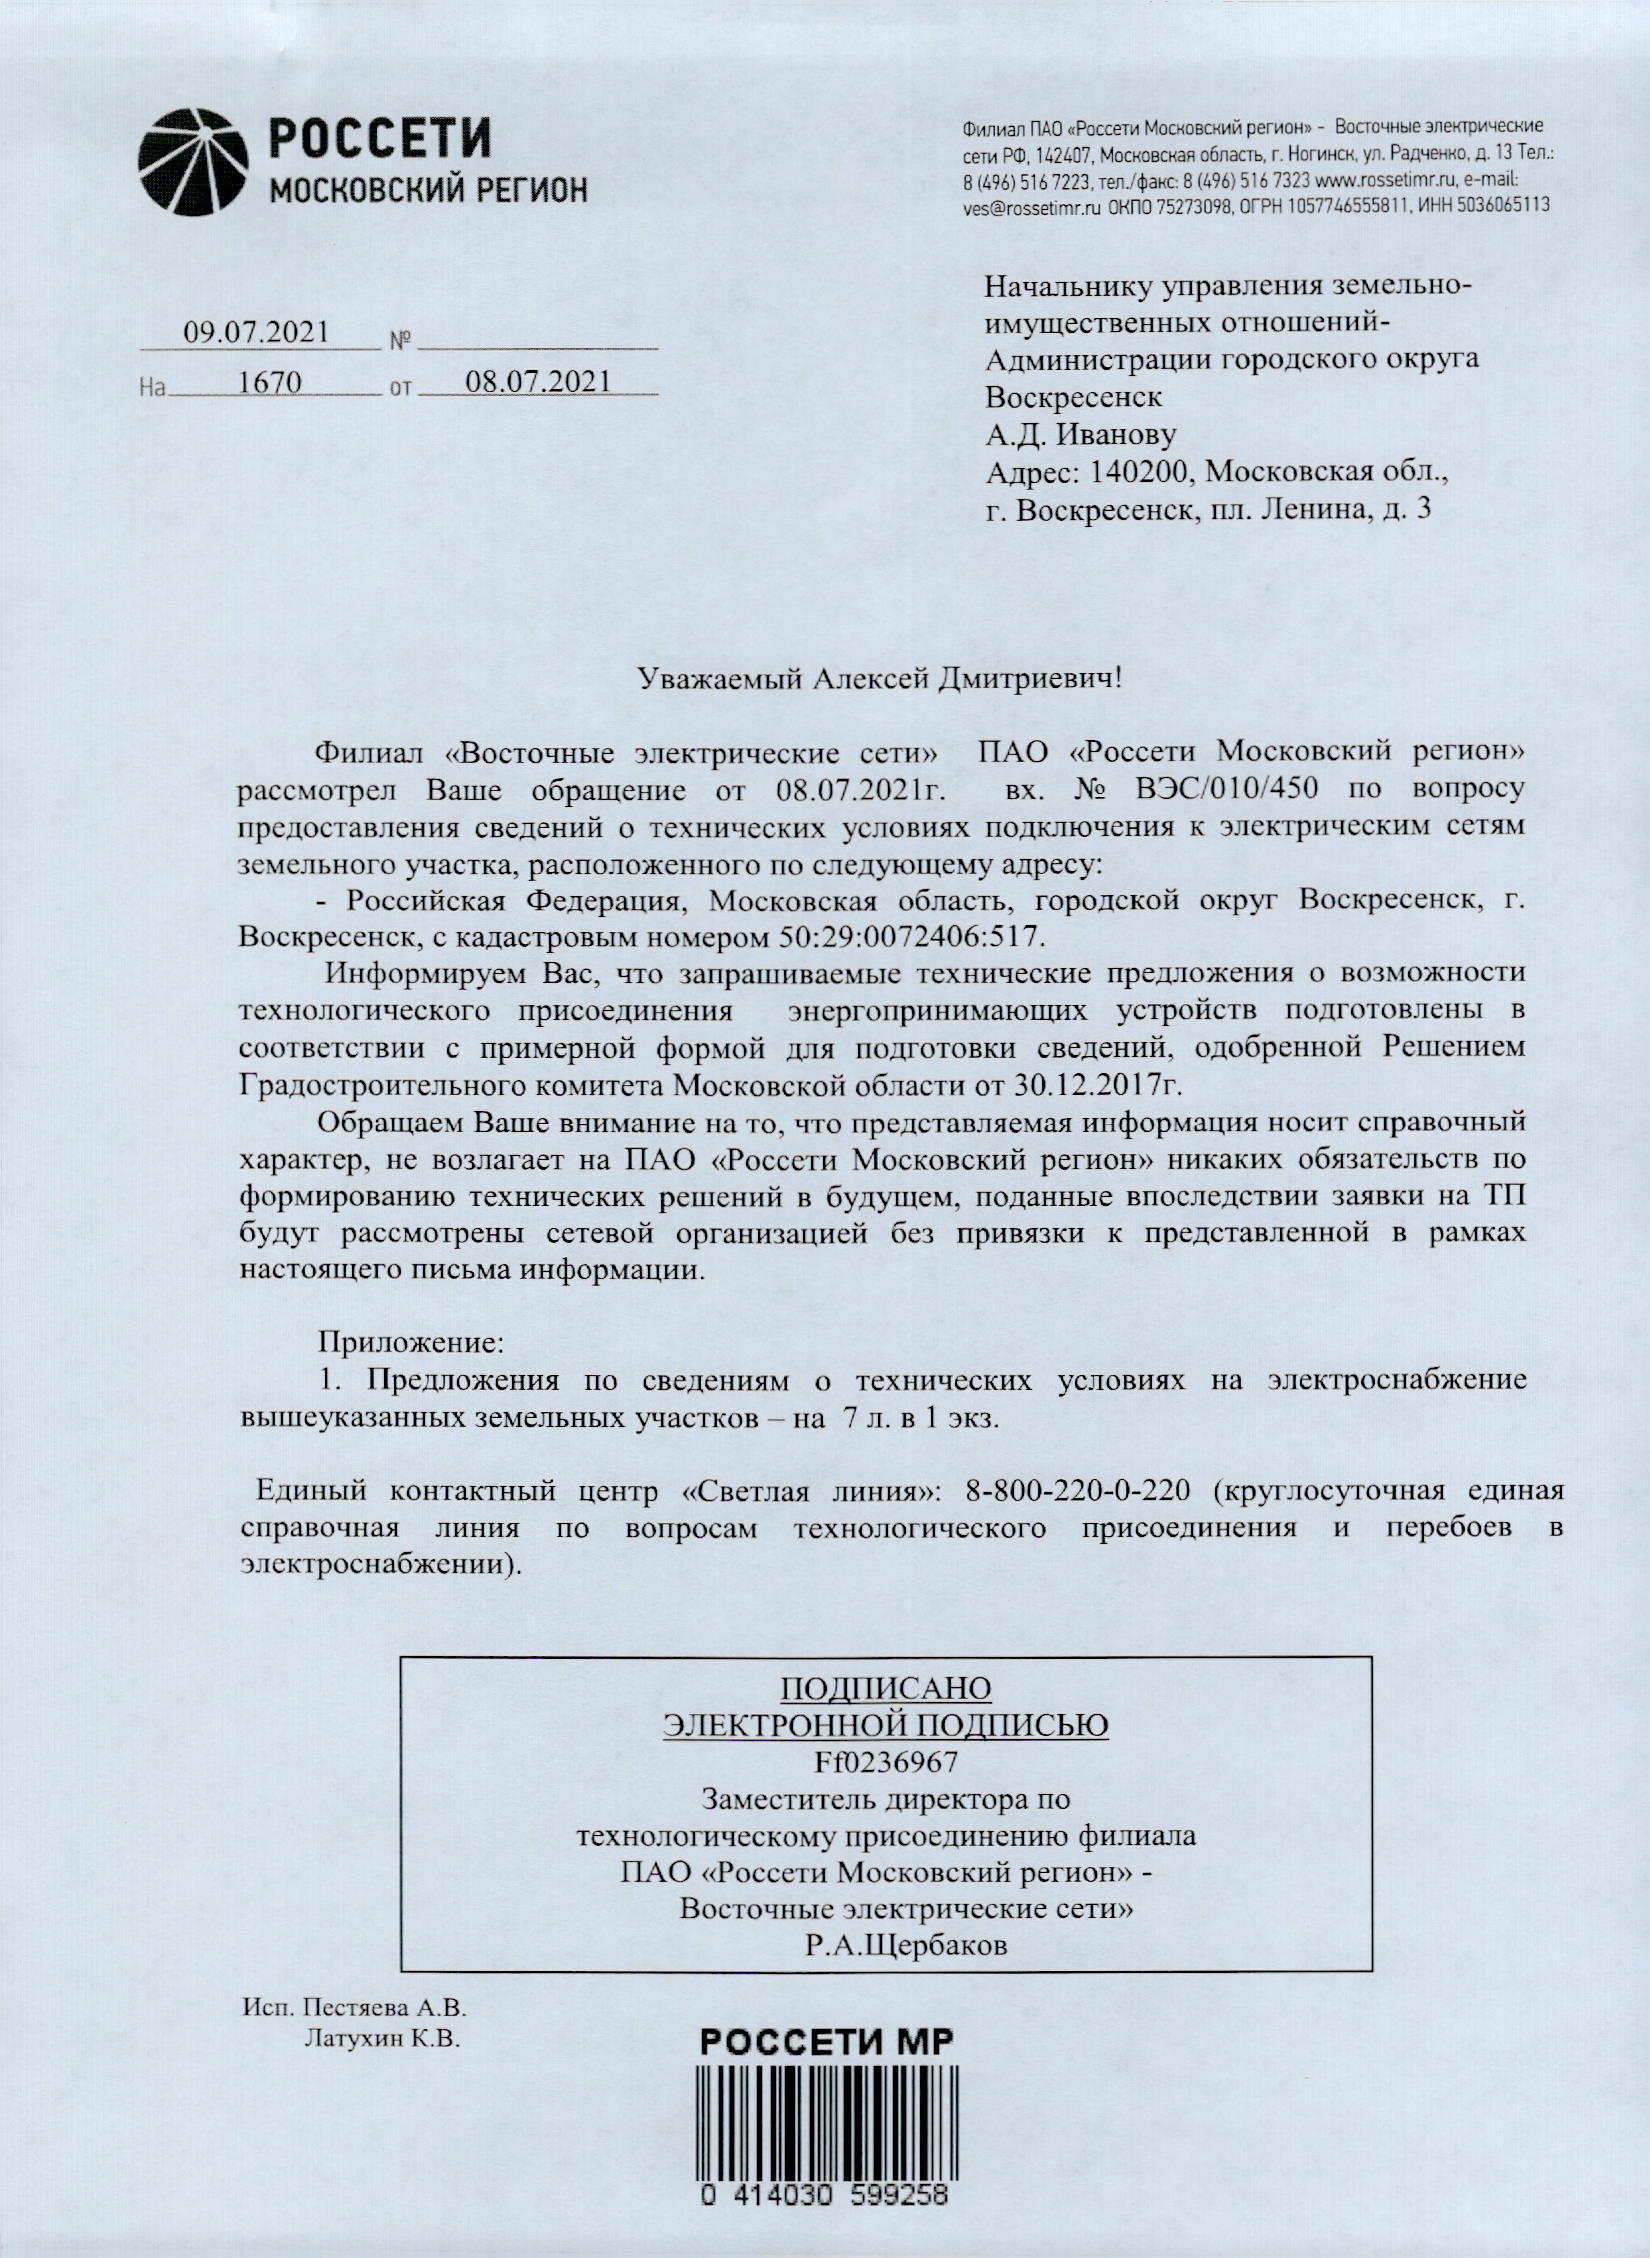 РОССЕТИ
МОСКОВСКИЙ РЕГИОН
Филиал ПАО «Россети Московский регион» - Восточные электрические
сети РФ, 142407, Московская область, г. Ногинск, ул. Радченко, д. 13 Тел.:
8 (496) 516 7223, тел./факс: 8 (496) 516 7323 www.rossetimr.ru, e-mail:
ves@rossetimr.ru ОКПО 75273098, ОГРН 1057746555811, ИНН 5036065113
09.07.2021 №
На 1670 от 08.07.2021
Начальнику управления земельно-
имущественных отношений-
Администрации городского округа
Воскресенск
А.Д. Иванову
Адрес: 140200, Московская обл.,
г. Воскресенск, пл. Ленина, д. 3
Уважаемый Алексей Дмитриевич!
Филиал «Восточные электрические сети» ПАО «Россети Московский регион»
рассмотрел Ваше обращение от 08.07.2021г. вх. № ВЭС/010/450 по вопросу
предоставления сведений о технических условиях подключения к электрическим сетям
земельного участка, расположенного по следующему адресу:
- Российская Федерация, Московская область, городской округ Воскресенск, г.
Воскресенск, с кадастровым номером 50:29:0072406:517.
Информируем Вас, что запрашиваемые технические предложения о возможности
технологического присоединения энергопринимающих устройств подготовлены в
соответствии с примерной формой для подготовки сведений, одобренной Решением
Градостроительного комитета Московской области от 30.12.2017г.
Обращаем Ваше внимание на то, что представляемая информация носит справочный
характер, не возлагает на ПАО «Россети Московский регион» никаких обязательств по
формированию технических решений в будущем, поданные впоследствии заявки на ТП
будут рассмотрены сетевой организацией без привязки к представленной в рамках
настоящего письма информации.
Приложение:
1. Предложения по сведениям о технических условиях на электроснабжение
вышеуказанных земельных участков – на 7 л. в 1 экз.
Единый контактный центр «Светлая линия»: 8-800-220-0-220 (круглосуточная единая
справочная линия по вопросам технологического присоединения и перебоев в
электроснабжении).
ПОДПИСАНО
ЭЛЕКТРОННОЙ ПОДПИСЬЮ
Ff0236967
Заместитель директора по
технологическому присоединению филиала
ПАО «Россети Московский регион» -
Восточные электрические сети»
Р.А.Щербаков
Исп. Пестяева А.В.
Латухин К.В.
РОССЕТИ МР
0 414030 599258